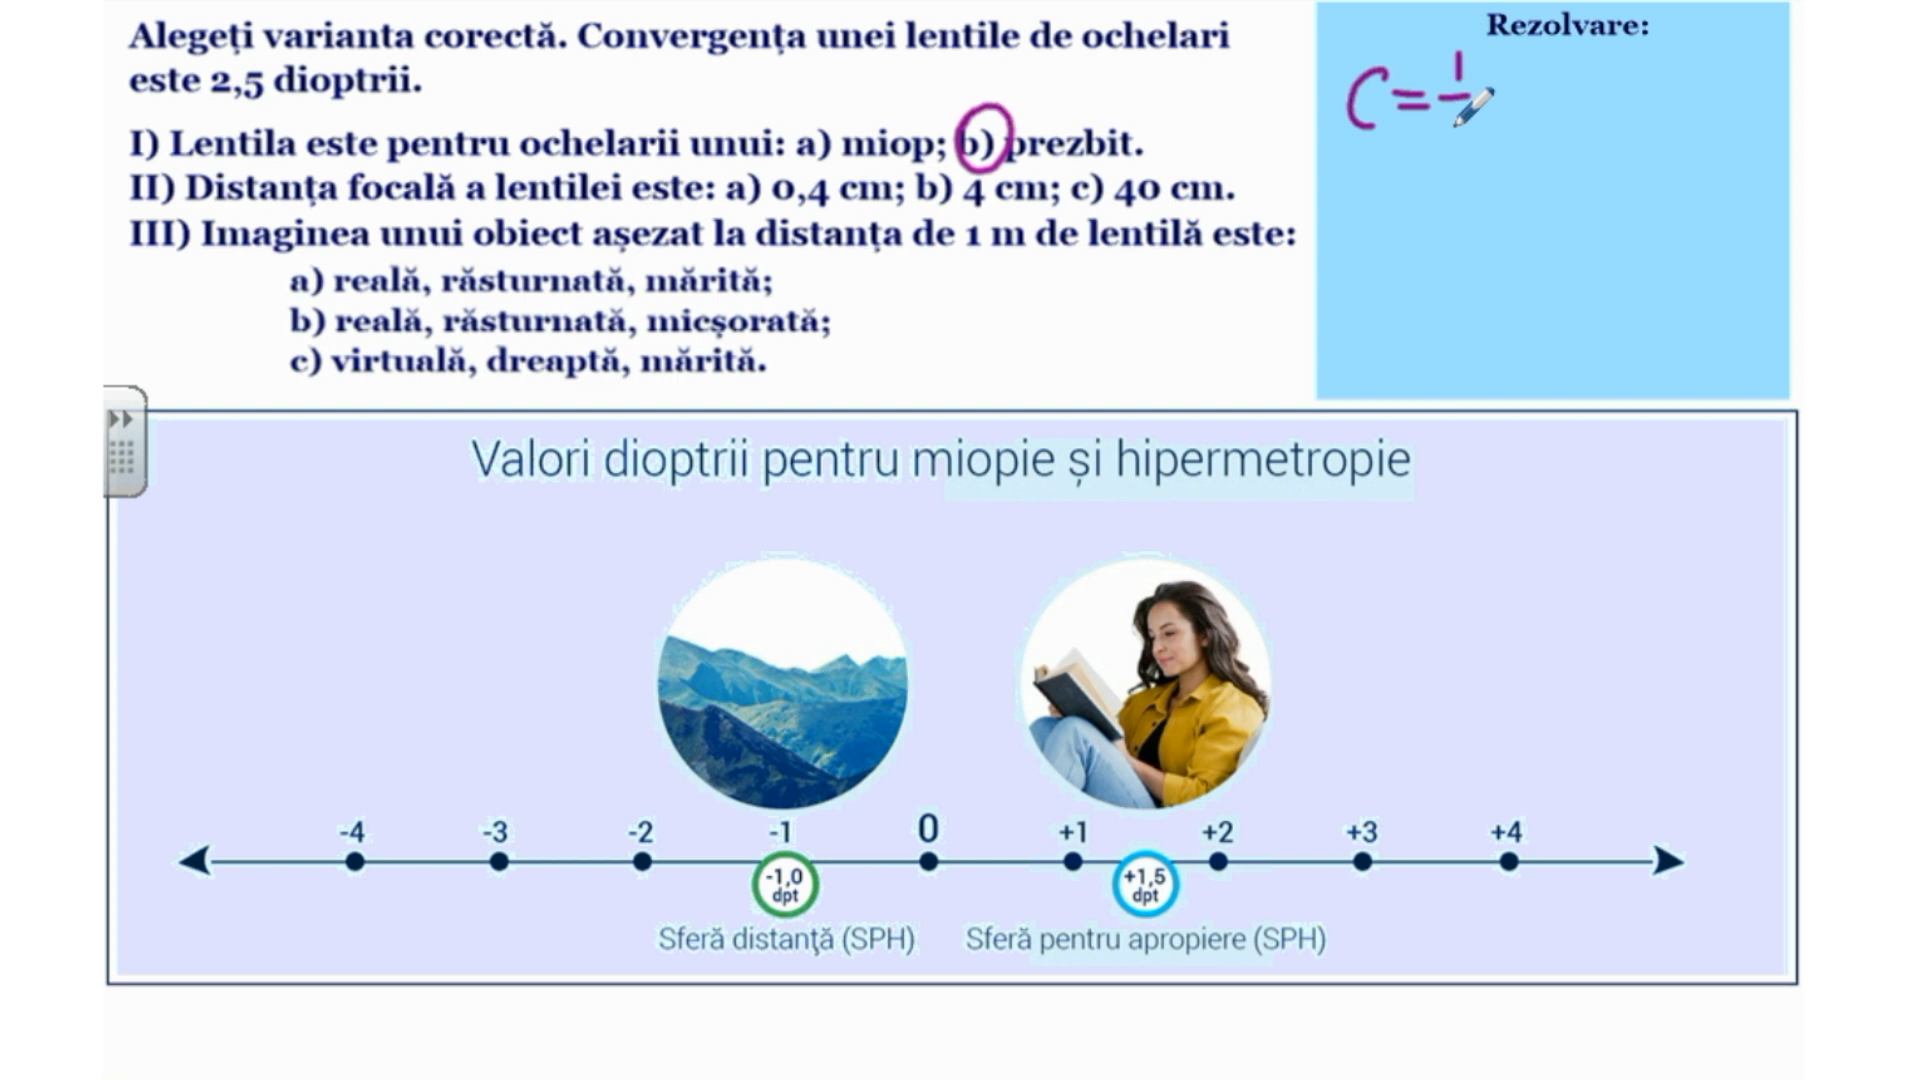 Alegeți varianta corectă. Convergența unei lentile de ochelari
este 2,5 dioptrii.
I) Lentila este pentru ochelarii unui: a) miop; b) prezbit.
II) Distanța focală a lentilei este: a) 0,4 cm; b) 4 cm; c) 40 cm.
III) Imaginea unui obiect așezat la distanța de 1 m de lentilă este:
a) reală, răsturnată, mărită;
b) reală, răsturnată, micșorată;
c) virtuală, dreaptă, mărită.
Rezolvare:
C = 1
Valori dioptrii pentru miopie și hipermetropie
-4 -3 -2 -1 0 +1 +2 +3 +4
-1,0 +1,5
dpt dpt
Sferă distanţă (SPH) Sferă pentru apropiere (SPH)